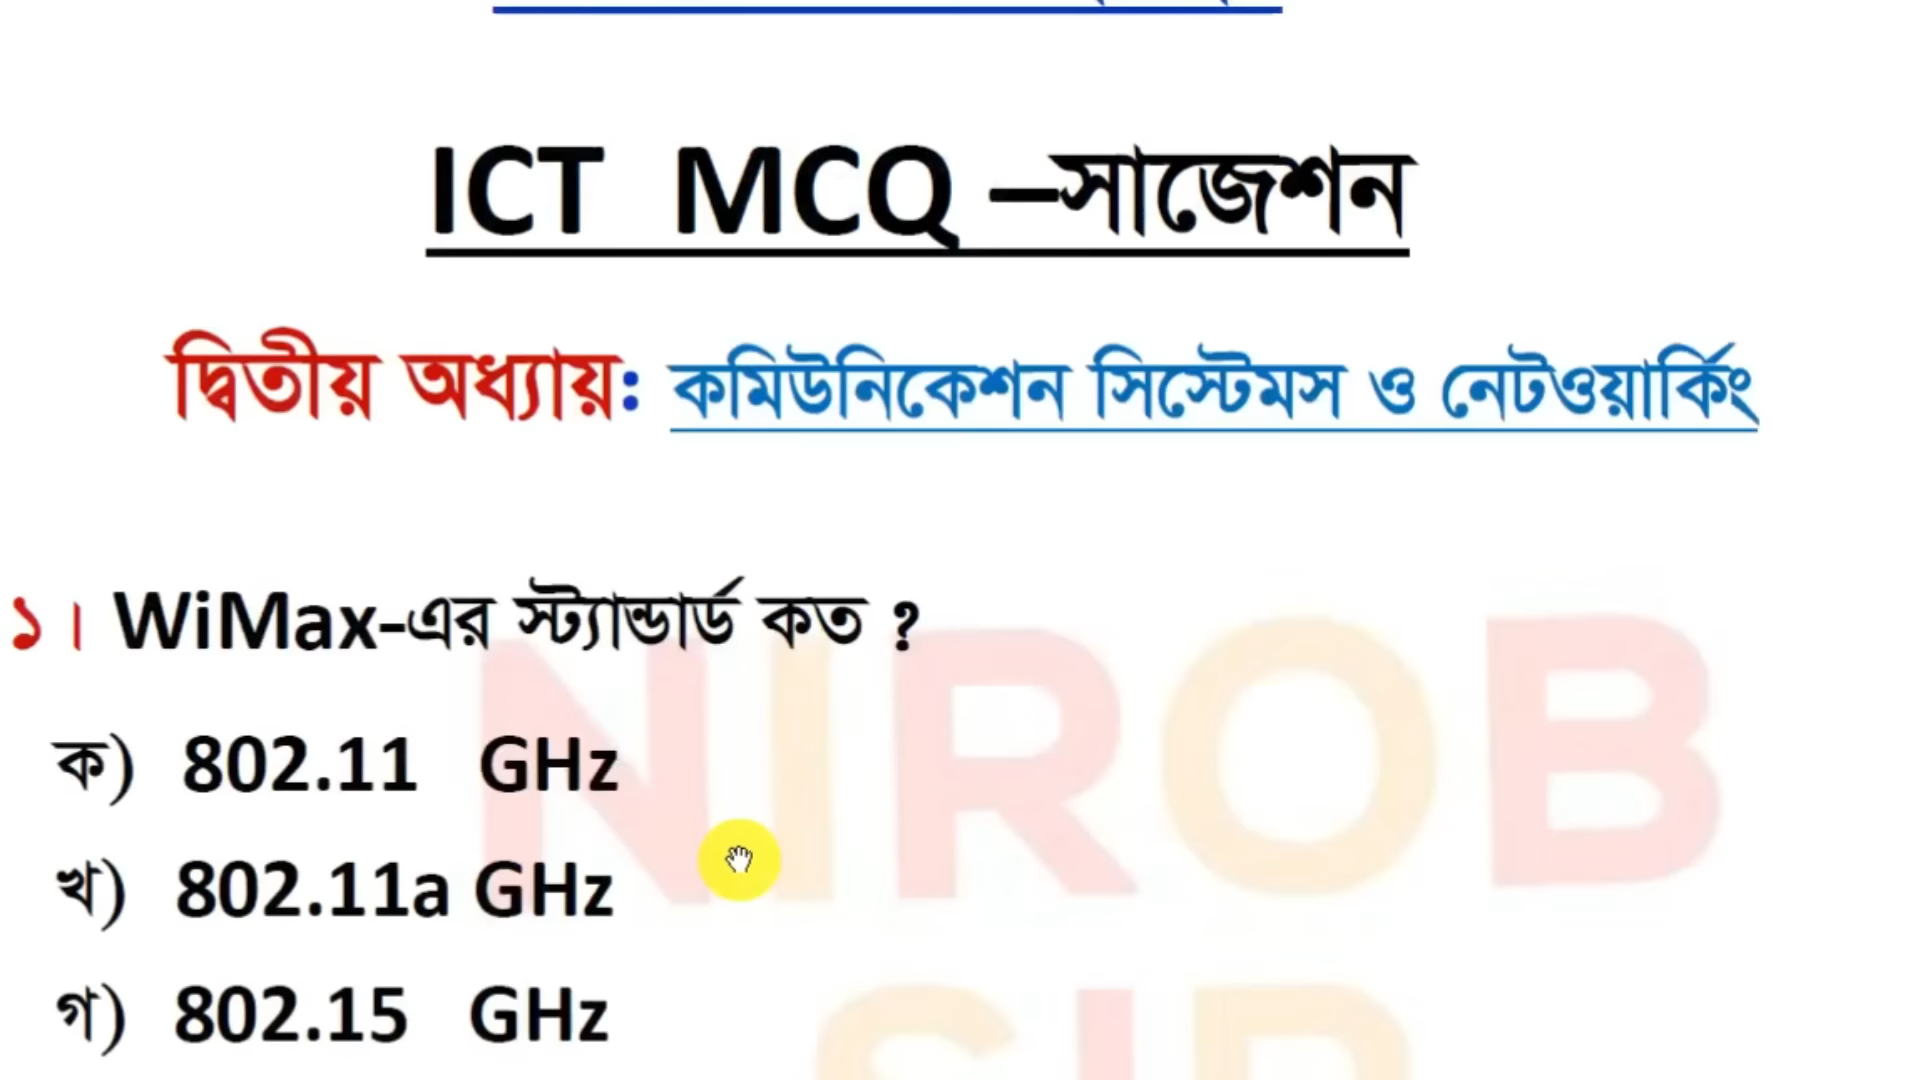 ICT MCQ –সাজেশন
দ্বিতীয় অধ্যায়: কমিউনিকেশন সিস্টেমস ও নেটওয়ার্কিং
১। WiMax-এর স্ট্যান্ডার্ড কত ?
ক) 802.11 GHz
খ) 802.11a GHz
গ) 802.15 GHz
NIROB